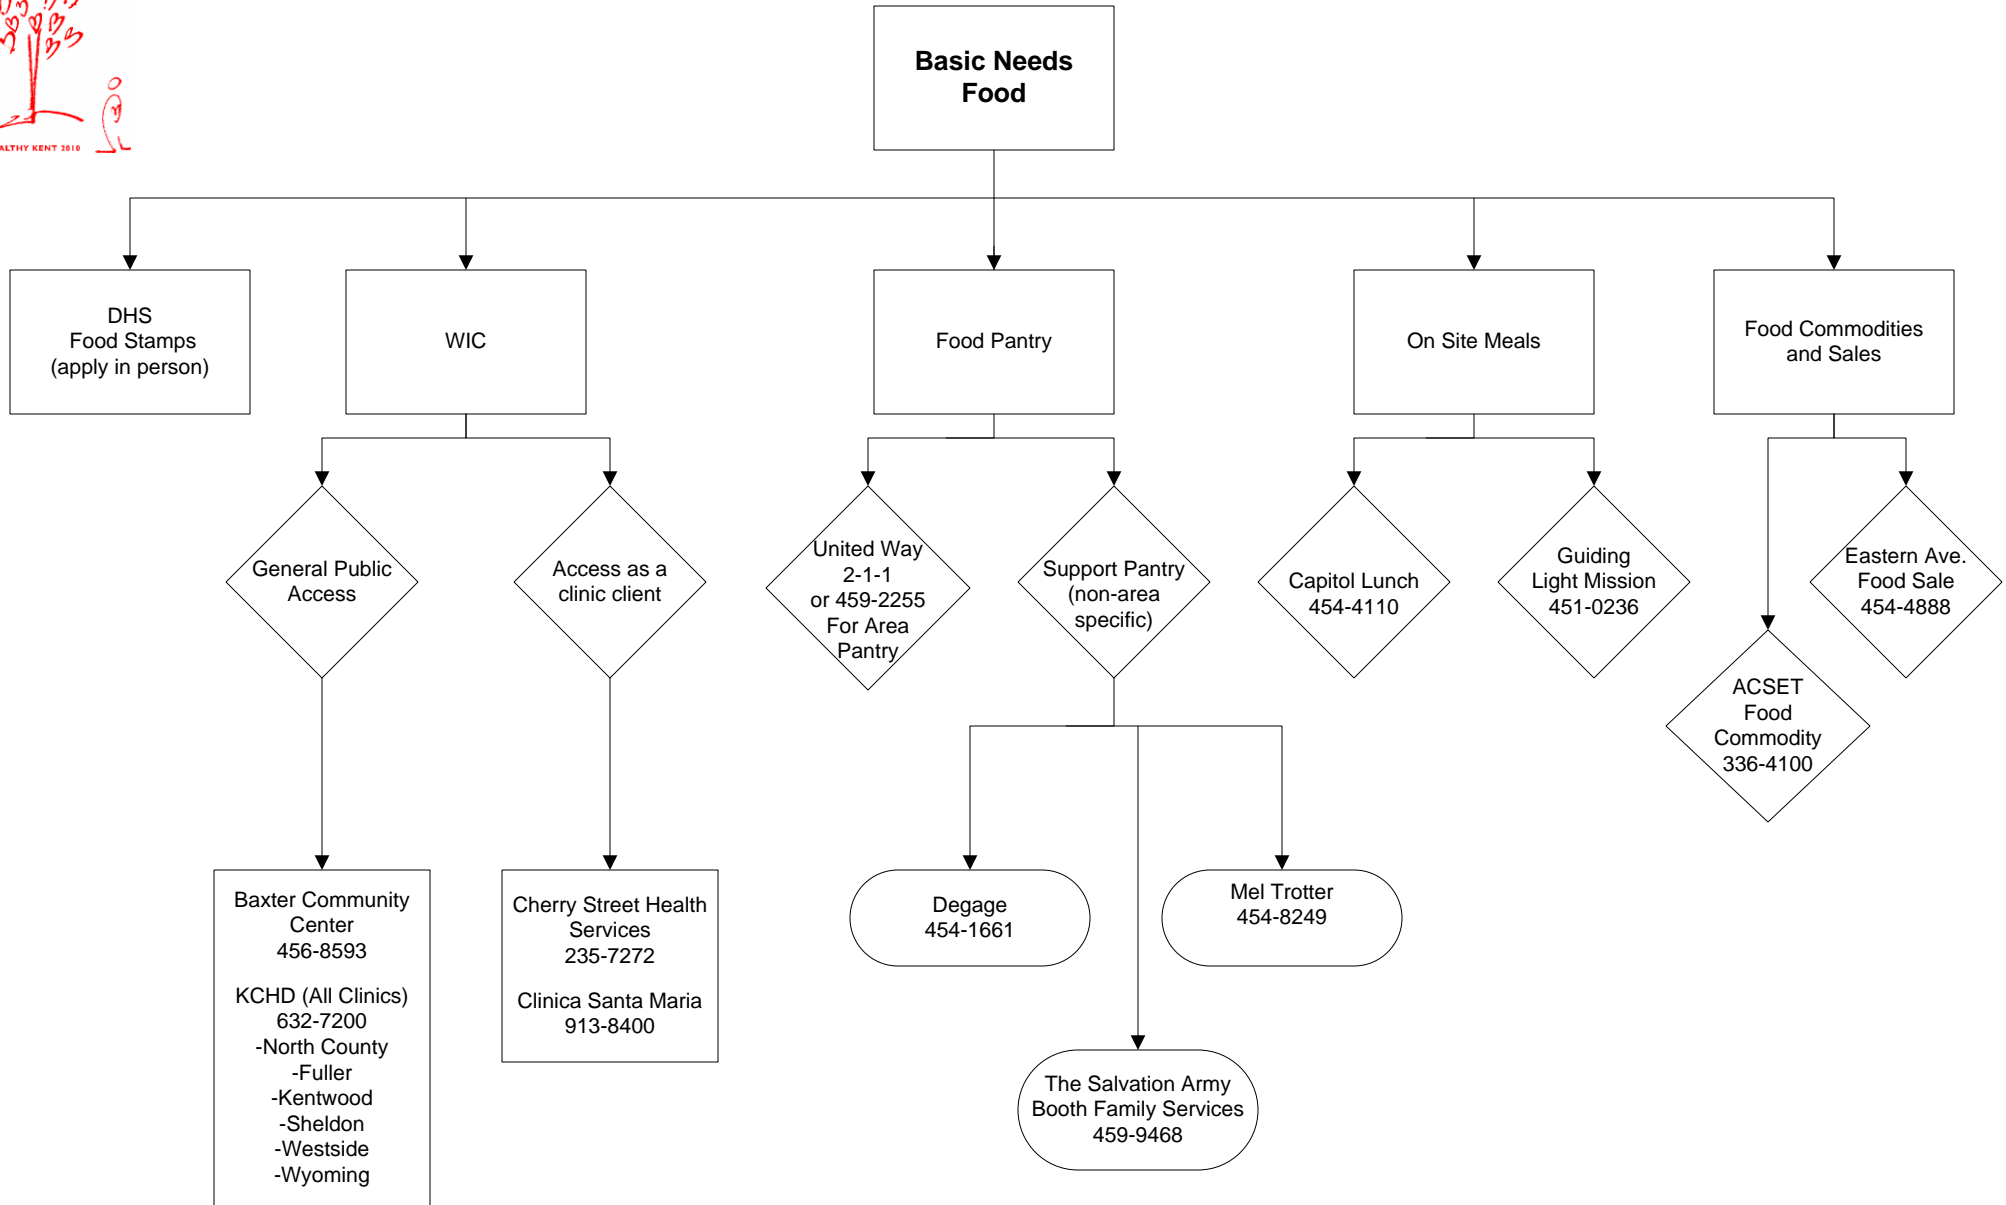 ALTHY KENT 2010
Basic Needs
Food
DHS
Food Stamps
(apply in person)
WIC
Food Pantry
On Site Meals
Food Commodities
and Sales
General Public
Access
Access as a
clinic client
United Way
2-1-1
or 459-2255
For Area
Pantry
Support Pantry
(non-area
specific)
Capitol Lunch
454-4110
Guiding
Light Mission
451-0236
Eastern Ave.
Food Sale
454-4888
ACSET
Food
Commodity
336-4100
Baxter Community
Center
456-8593
KCHD (All Clinics)
632-7200
-North County
-Fuller
-Kentwood
-Sheldon
-Westside
-Wyoming
Cherry Street Health
Services
235-7272
Clinica Santa Maria
913-8400
Degage
454-1661
Mel Trotter
454-8249
The Salvation Army
Booth Family Services
459-9468